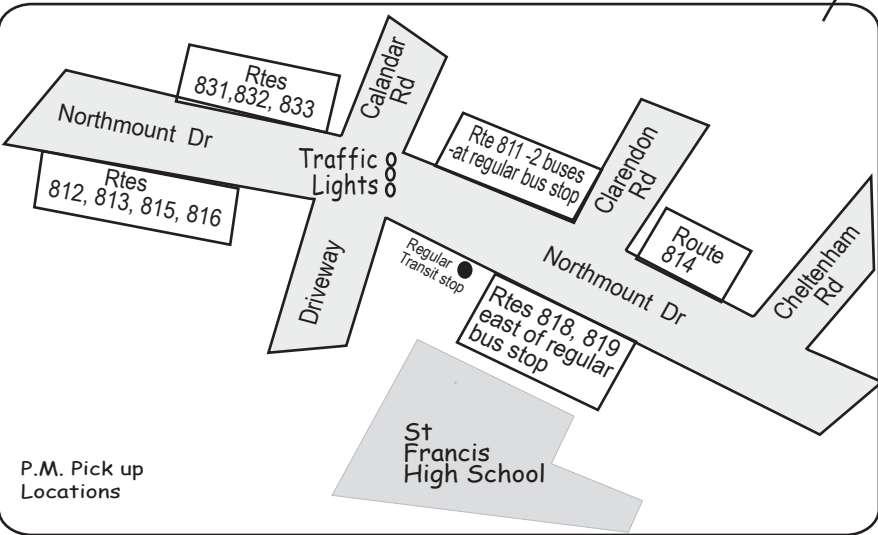 Rtes
831,832, 833
Calandar
Rd
Northmount Dr
Traffic
Lights
Rte 811 -2 buses
-at regular bus stop
Clarendon
Rd
Rtes
812, 813, 815, 816
Route
814
Cheltenham
Rd
Driveway
Regular
Transit stop
Northmount Dr
Rtes 818, 819
east of regular
bus stop
St
Francis
High School
P.M. Pick up
Locations